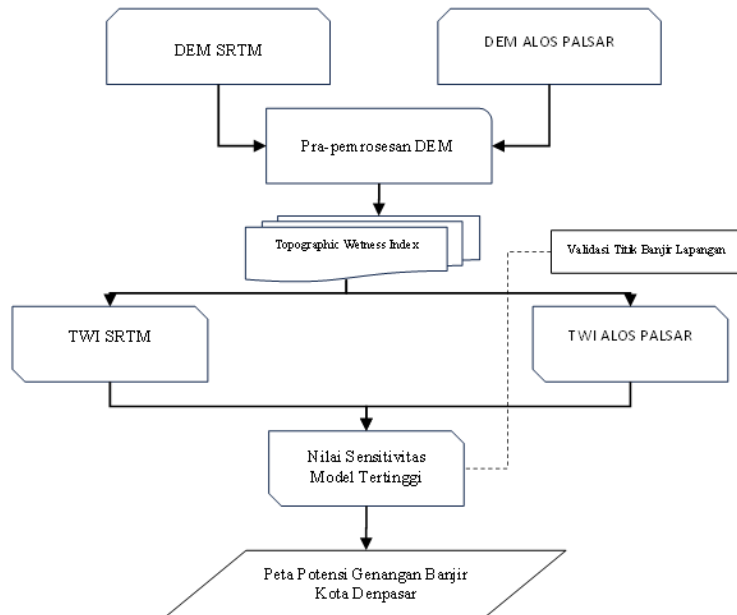 DEM SRTM
DEM ALOS PALSAR
Pra-pemrosesan DEM
Topographic Wetness Index
Validasi Titik Banjir Lapangan
TWI SRTM
TWI ALOS PALSAR
Nilai Sensitivitas
Model Tertinggi
Peta Potensi Genangan Banjir
Kota Denpasar